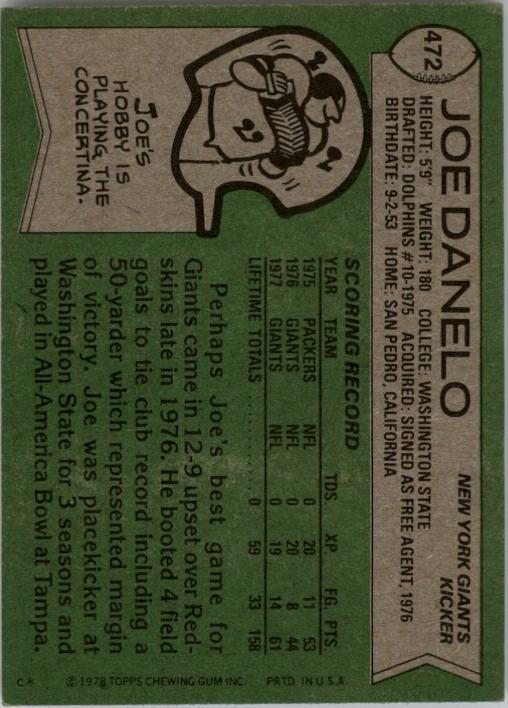 472
JOE DANELO
NEW YORK GIANTS
KICKER
HEIGHT: 5'9" WEIGHT: 180 COLLEGE: WASHINGTON STATE
DRAFTED: DOLPHINS #10-1975 ACQUIRED: SIGNED AS FREE AGENT, 1976
BIRTHDATE: 9-2-53 HOME: SAN PEDRO, CALIFORNIA
JOE'S
HOBBY IS
PLAYING THE
CONCERTINA.
SCORING RECORD
YEAR TEAM TDS. XP. FG. PTS.
1975 PACKERS NFL 0 20 11 53
1976 GIANTS NFL 0 20 8 44
1977 GIANTS NFL 0 19 14 61
LIFETIME TOTALS ........ 0 59 33 158
Perhaps Joe's best game for
Giants came in 12-9 upset over Red-
skins late in 1976. He booted 4 field
goals to tie club record including a
50-yarder which represented margin
of victory. Joe was placekicker at
Washington State for 3 seasons and
played in All-America Bowl at Tampa.
C* © 1978 TOPPS CHEWING GUM INC. PRTD. IN U.S.A.